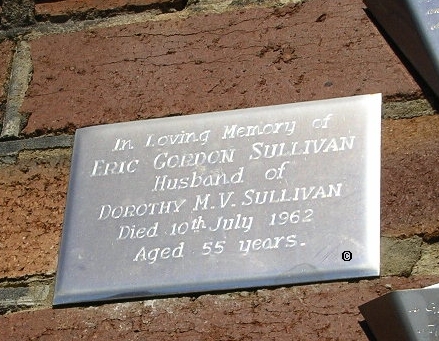 In Loving Memory of
ERIC GORDON SULLIVAN
Husband of
DOROTHY M.V. SULLIVAN
Died 10th July 1962
Aged 55 years.
©